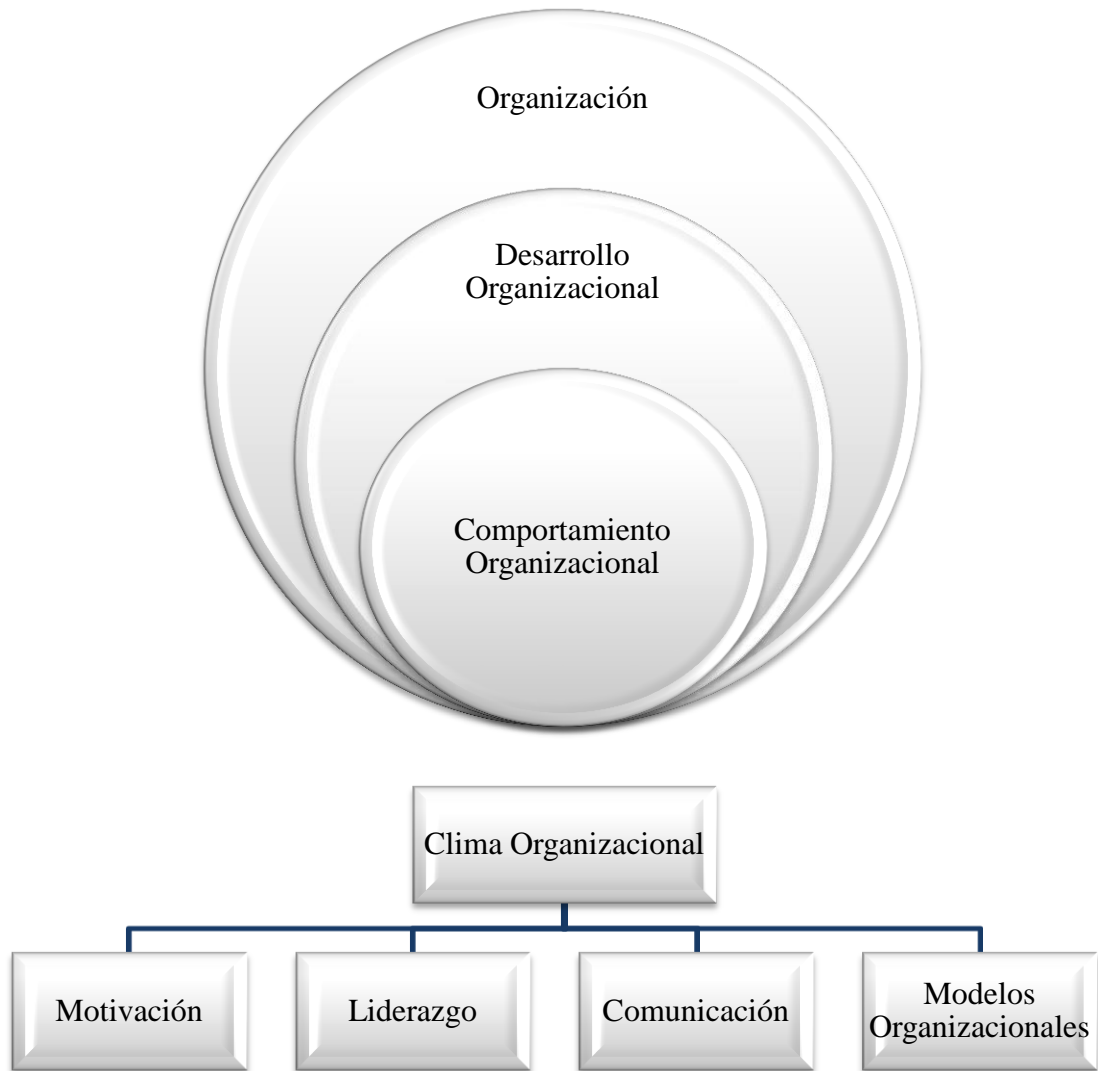 Organización
Desarrollo
Organizacional
Comportamiento
Organizacional
Clima Organizacional
Motivación
Liderazgo
Comunicación
Modelos
Organizacionales